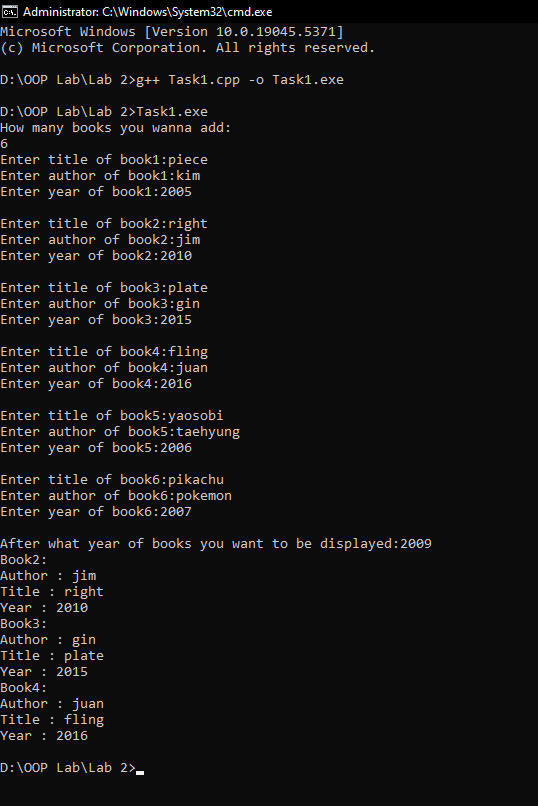 Administrator: C:\Windows\System32\cmd.exe
Microsoft Windows [Version 10.0.19045.5371]
(c) Microsoft Corporation. All rights reserved.
D:\OOP Lab\Lab 2>g++ Task1.cpp -o Task1.exe
D:\OOP Lab\Lab 2>Task1.exe
How many books you wanna add:
6
Enter title of book1:piece
Enter author of book1:kim
Enter year of book1:2005
Enter title of book2:right
Enter author of book2:jim
Enter year of book2:2010
Enter title of book3:plate
Enter author of book3:gin
Enter year of book3:2015
Enter title of book4:fling
Enter author of book4:juan
Enter year of book4:2016
Enter title of book5:yaosobi
Enter author of book5:taehyung
Enter year of book5:2006
Enter title of book6:pikachu
Enter author of book6:pokemon
Enter year of book6:2007
After what year of books you want to be displayed:2009
Book2:
Author : jim
Title : right
Year : 2010
Book3:
Author : gin
Title : plate
Year : 2015
Book4:
Author : juan
Title : fling
Year : 2016
D:\OOP Lab\Lab 2>